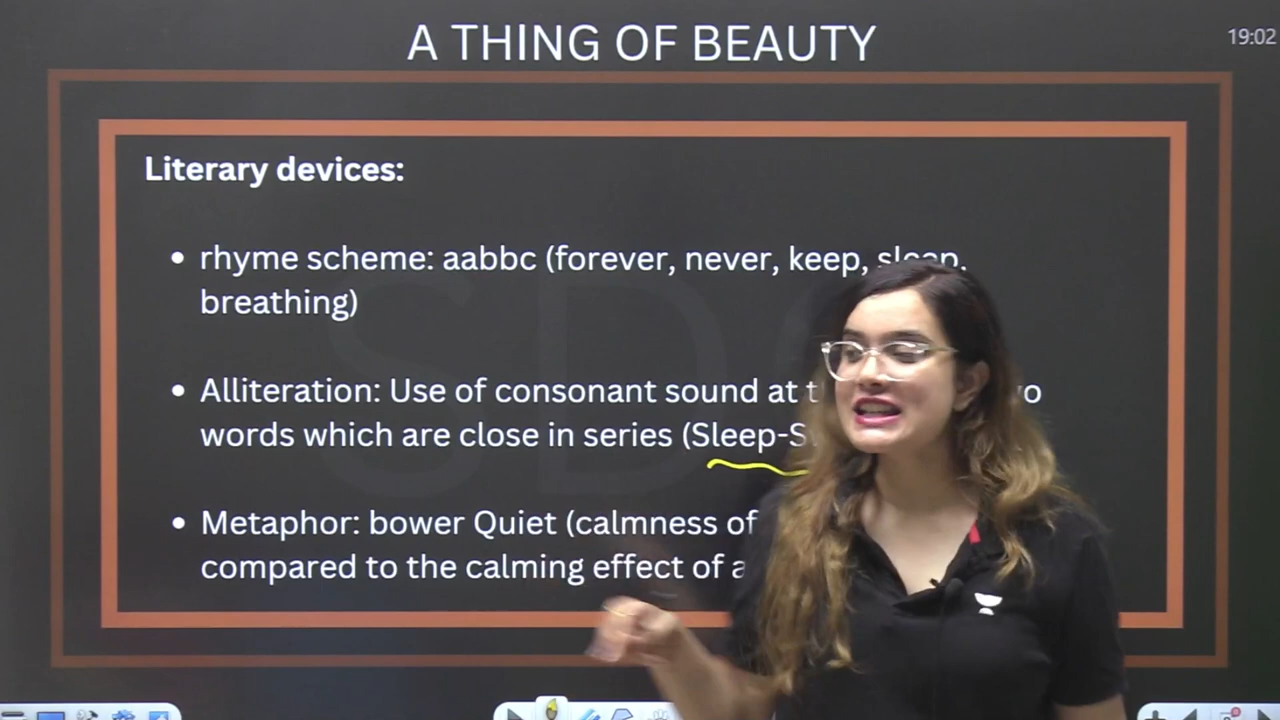 A THING OF BEAUTY
19:02
Literary devices:
• rhyme scheme: aabbc (forever, never, keep, sleep,
breathing)
• Alliteration: Use of consonant sound at
words which are close in series (Sleep-S
• Metaphor: bower Quiet (calmness of
compared to the calming effect of a